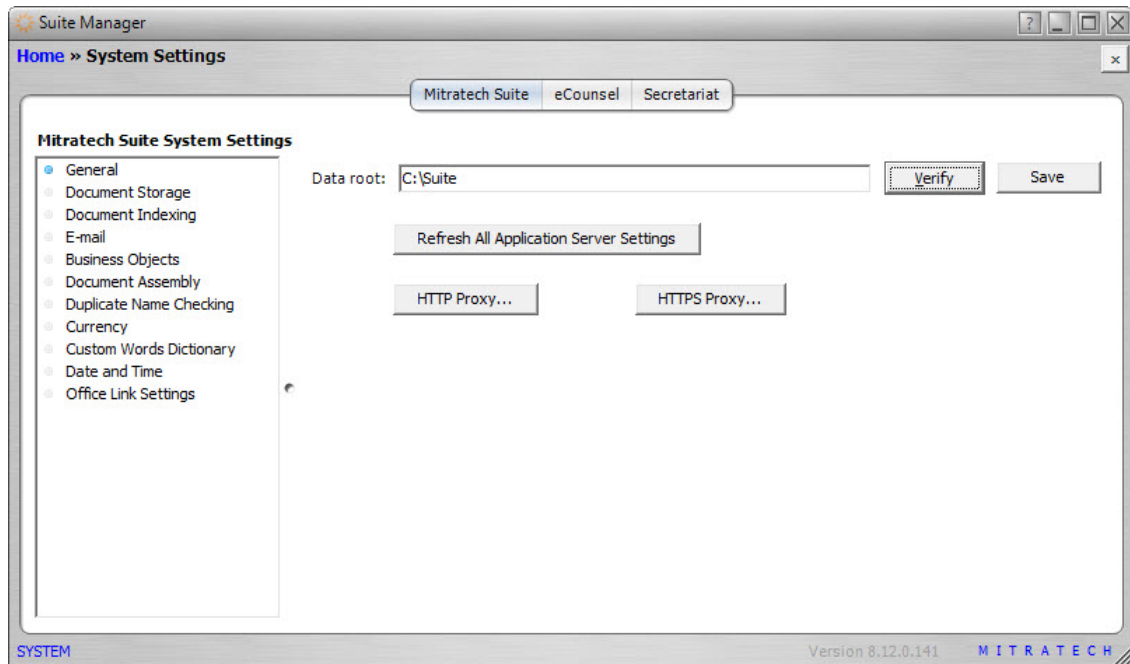 Suite Manager
?
Home » System Settings
x
Mitratech Suite eCounsel Secretariat
Mitratech Suite System Settings
General
Document Storage
Document Indexing
E-mail
Business Objects
Document Assembly
Duplicate Name Checking
Currency
Custom Words Dictionary
Date and Time
Office Link Settings
Data root: C:\Suite Verify Save
Refresh All Application Server Settings
HTTP Proxy... HTTPS Proxy...
SYSTEM Version 8.12.0.141 MITRATECH